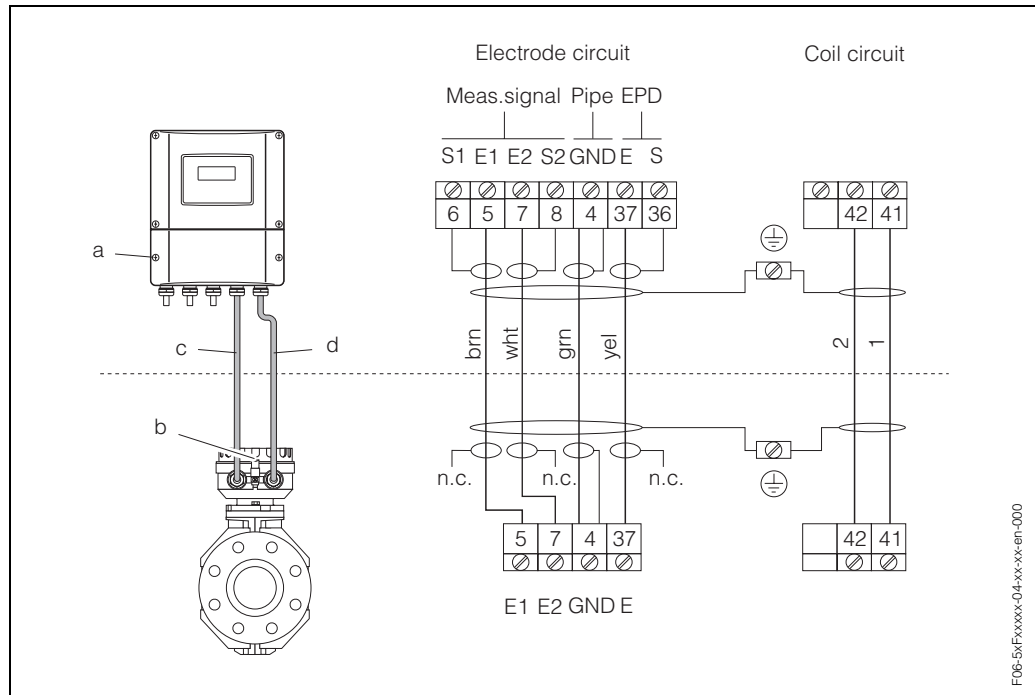 Electrode circuit Coil circuit
Meas.signal Pipe EPD
S1 E1 E2 S2 GND E S
6 5 7 8 4 37 36 42 41
a
brn wht grn yel 2 1
c d
b
n.c. n.c. n.c.
5 7 4 37 42 41
E1 E2 GND E
F06-5xFxxxxx-04-xx-xx-en-000